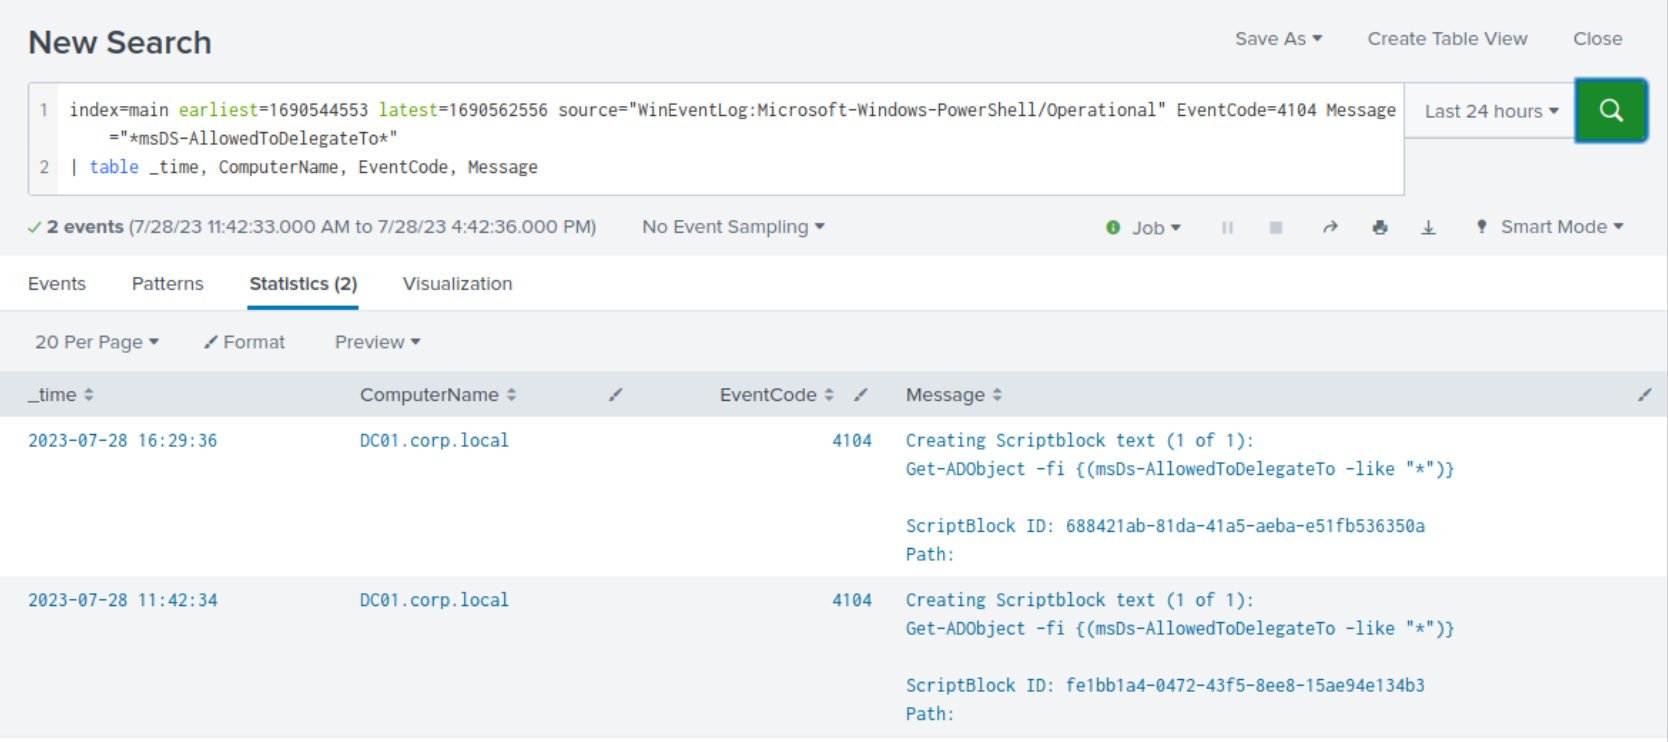 New Search
Save As
Create Table View
Close
1 index=main earliest=1690544553 latest=1690562556 source="WinEventLog:Microsoft-Windows-PowerShell/Operational" EventCode=4104 Message
="*msDS-AllowedToDelegateTo*"
2 | table _time, ComputerName, EventCode, Message
Last 24 hours
2 events (7/28/23 11:42:33.000 AM to 7/28/23 4:42:36.000 PM)
No Event Sampling
Job
Smart Mode
Events
Patterns
Statistics (2)
Visualization
20 Per Page
Format
Preview
_time
ComputerName
EventCode
Message
2023-07-28 16:29:36
DC01.corp.local
4104
Creating Scriptblock text (1 of 1):
Get-ADObject -fi {(msDs-AllowedToDelegateTo -like "*")}
ScriptBlock ID: 688421ab-81da-41a5-aeba-e51fb536350a
Path:
2023-07-28 11:42:34
DC01.corp.local
4104
Creating Scriptblock text (1 of 1):
Get-ADObject -fi {(msDs-AllowedToDelegateTo -like "*")}
ScriptBlock ID: fe1bb1a4-0472-43f5-8ee8-15ae94e134b3
Path: